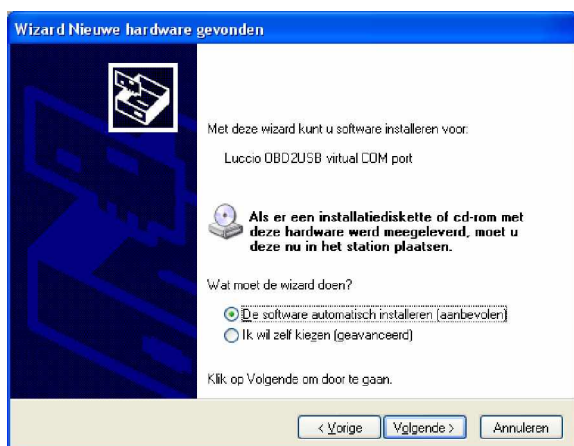 Wizard Nieuwe hardware gevonden
Met deze wizard kunt u software installeren voor:
Luccio OBD2USB virtual COM port
Als er een installatiediskette of cd-rom met
deze hardware werd meegeleverd, moet u
deze nu in het station plaatsen.
Wat moet de wizard doen?
De software automatisch installeren (aanbevolen)
Ik wil zelf kiezen (geavanceerd)
Klik op Volgende om door te gaan.
< Vorige Volgende > Annuleren